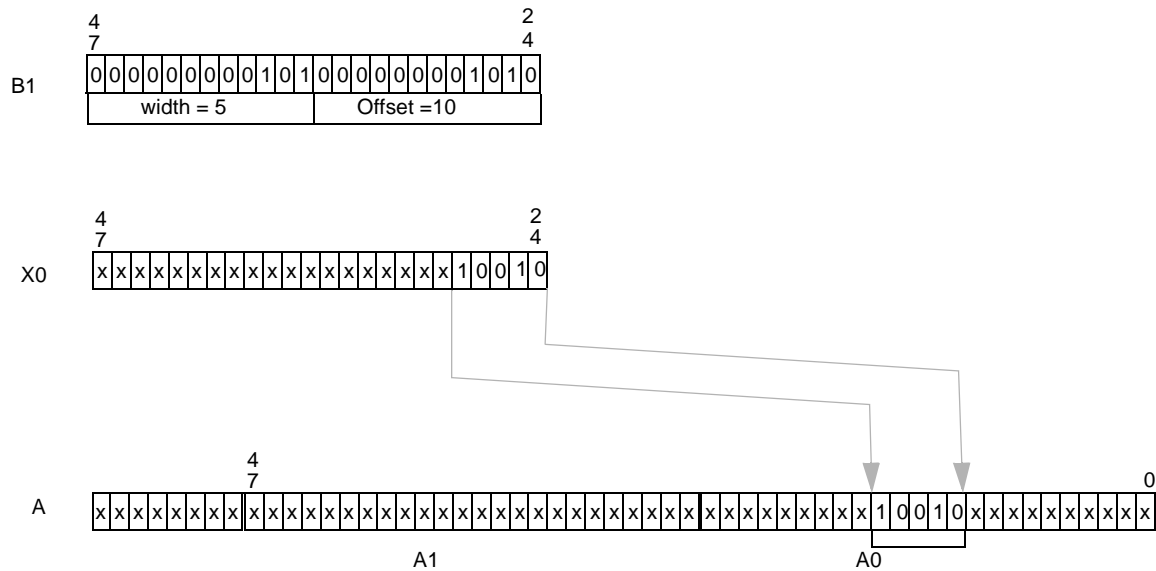 4 2
7 4
B1 0 0 0 0 0 0 0 0 0 1 0 1 0 0 0 0 0 0 0 0 1 0 1 0
width = 5 Offset =10
4 2
7 4
X0 x x x x x x x x x x x x x x x x x x x 1 0 0 1 0
4
7 0
A x x x x x x x x x x x x x x x x x x x x x x x x x x x x x x x x x x x x x x x x x 1 0 0 1 0 x x x x x x x x x x
A1 A0